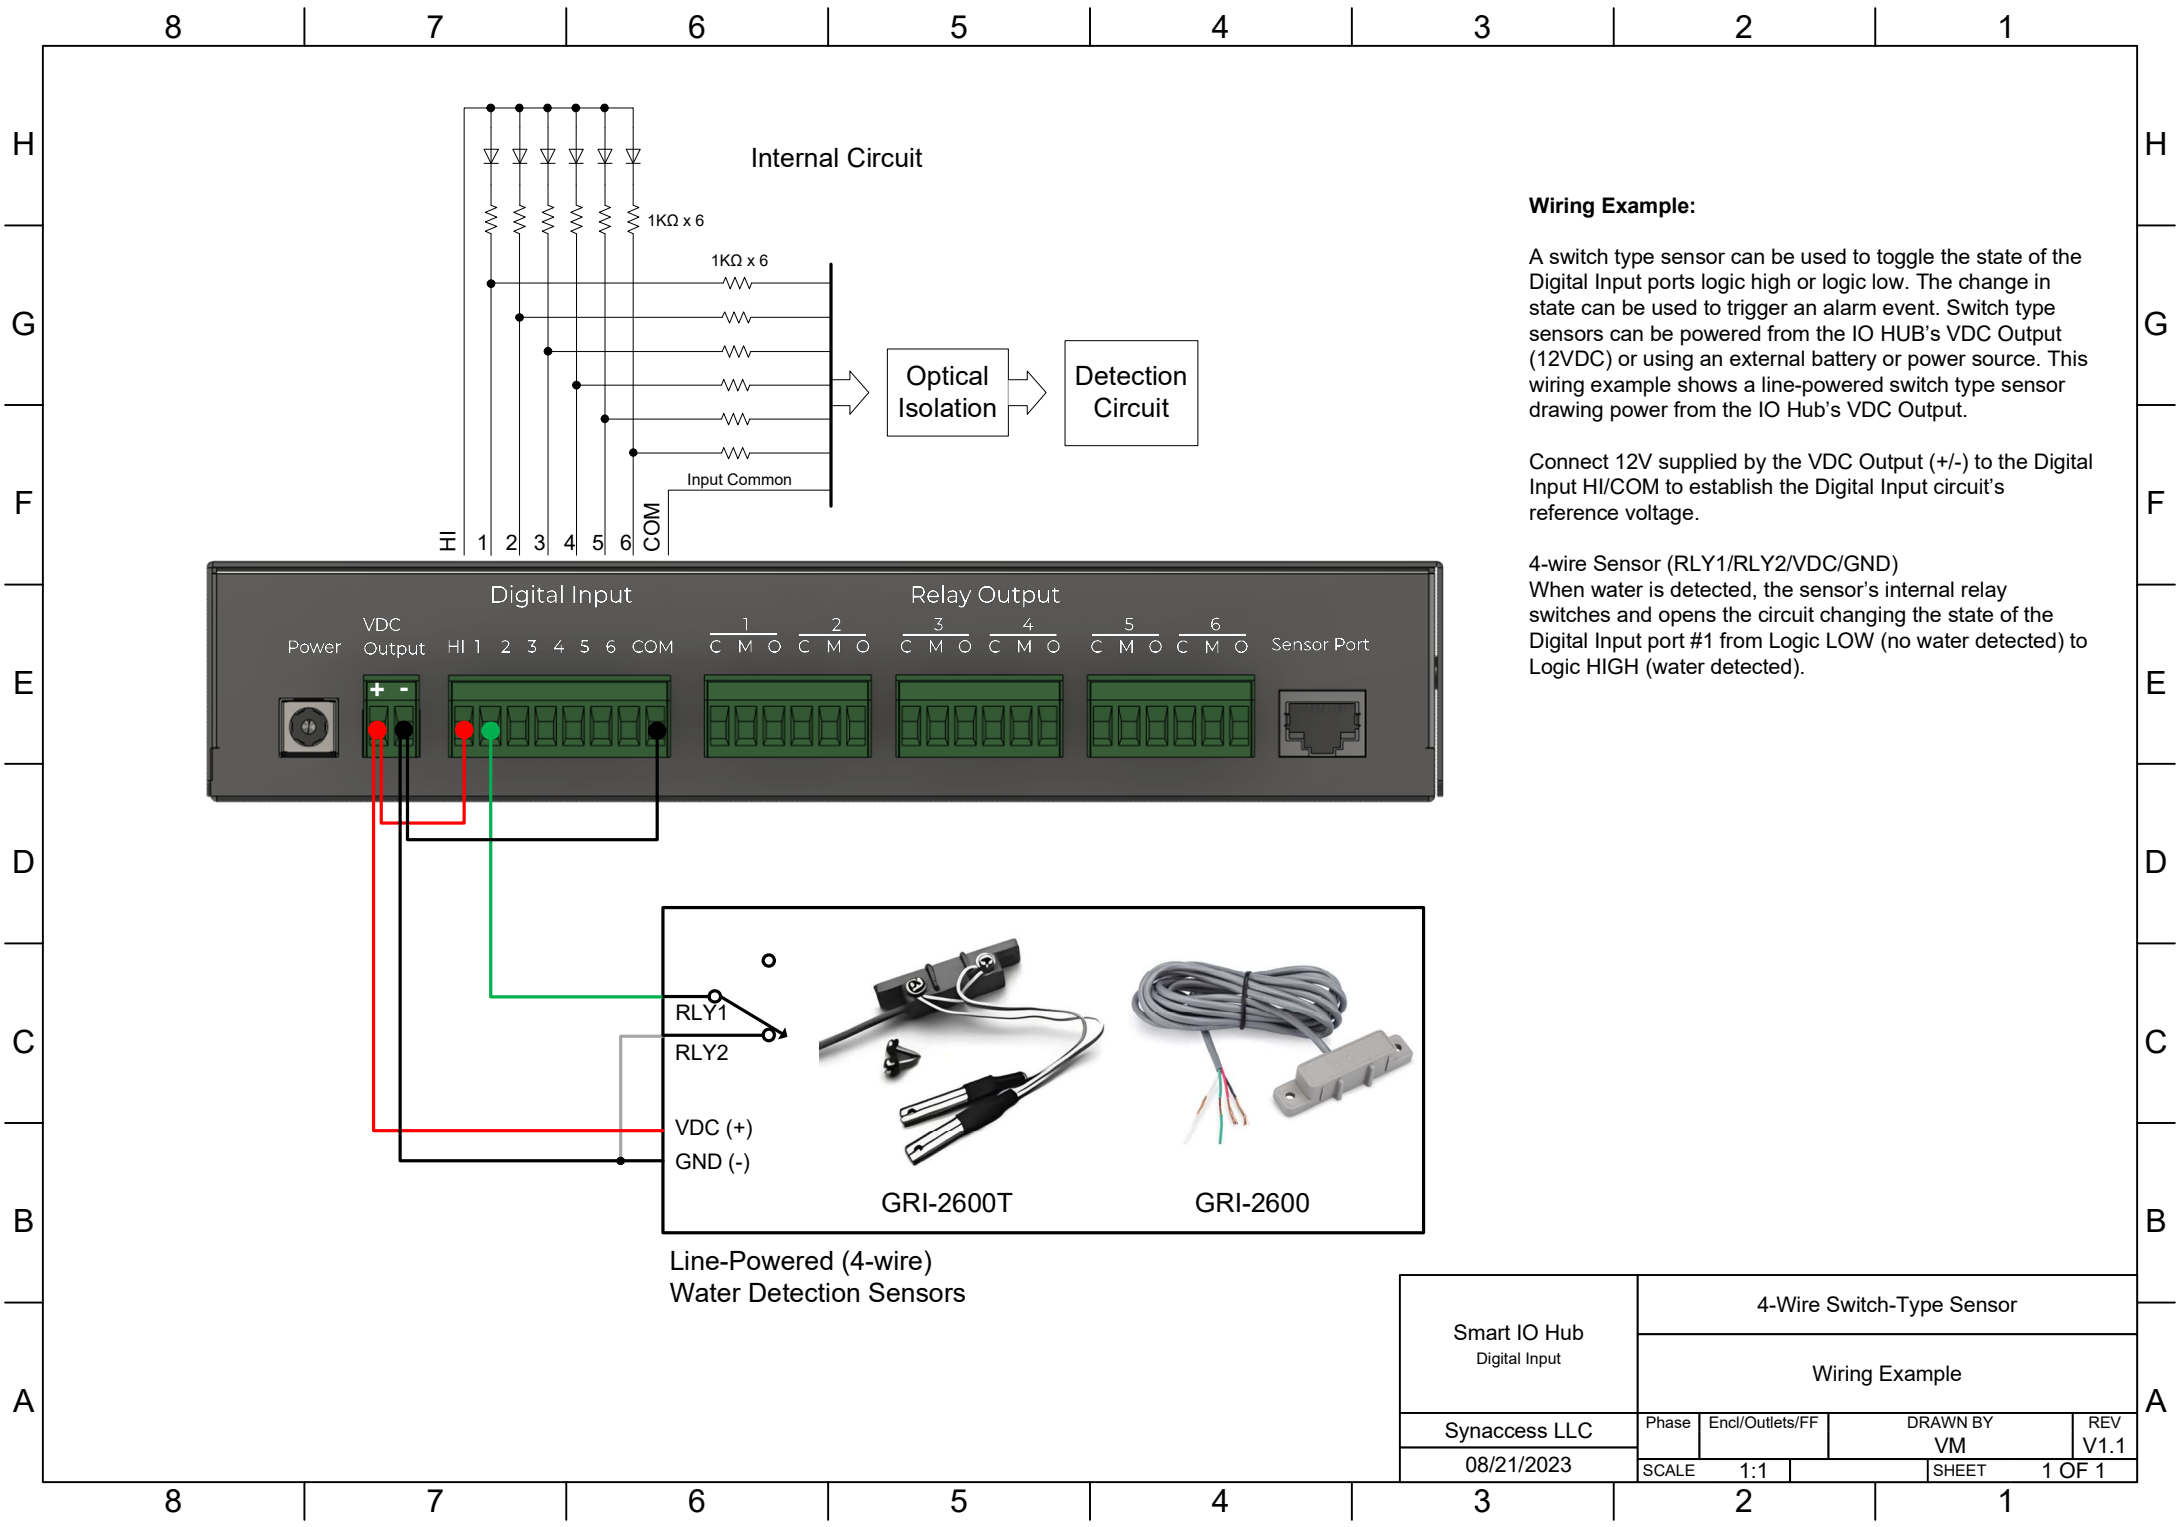 8 7 6 5 4 3 2 1
H H
G G
F F
E E
D D
C C
B B
A A
Internal Circuit
1KΩ x 6
1KΩ x 6
Optical
Isolation
Detection
Circuit
Input Common
HI 1 2 3 4 5 6 COM
Digital Input Relay Output
VDC
Output
Power
HI 1 2 3 4 5 6 COM
1 2 3 4 5 6
C M O C M O C M O C M O C M O C M O
Sensor Port
+ -
RLY1
RLY2
VDC (+)
GND (-)
GRI-2600T GRI-2600
Line-Powered (4-wire)
Water Detection Sensors
Wiring Example:
A switch type sensor can be used to toggle the state of the
Digital Input ports logic high or logic low. The change in
state can be used to trigger an alarm event. Switch type
sensors can be powered from the IO HUB's VDC Output
(12VDC) or using an external battery or power source. This
wiring example shows a line-powered switch type sensor
drawing power from the IO Hub's VDC Output.
Connect 12V supplied by the VDC Output (+/-) to the Digital
Input HI/COM to establish the Digital Input circuit's
reference voltage.
4-wire Sensor (RLY1/RLY2/VDC/GND)
When water is detected, the sensor's internal relay
switches and opens the circuit changing the state of the
Digital Input port #1 from Logic LOW (no water detected) to
Logic HIGH (water detected).
Smart IO Hub
Digital Input
4-Wire Switch-Type Sensor
Wiring Example
Synaccess LLC
08/21/2023
Phase Encl/Outlets/FF DRAWN BY REV
VM V1.1
SCALE 1:1 SHEET 1 OF 1
8 7 6 5 4 3 2 1